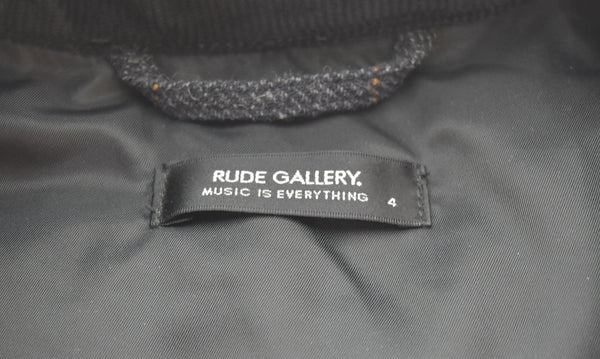 RUDE GALLERY.
MUSIC IS EVERYTHING 4